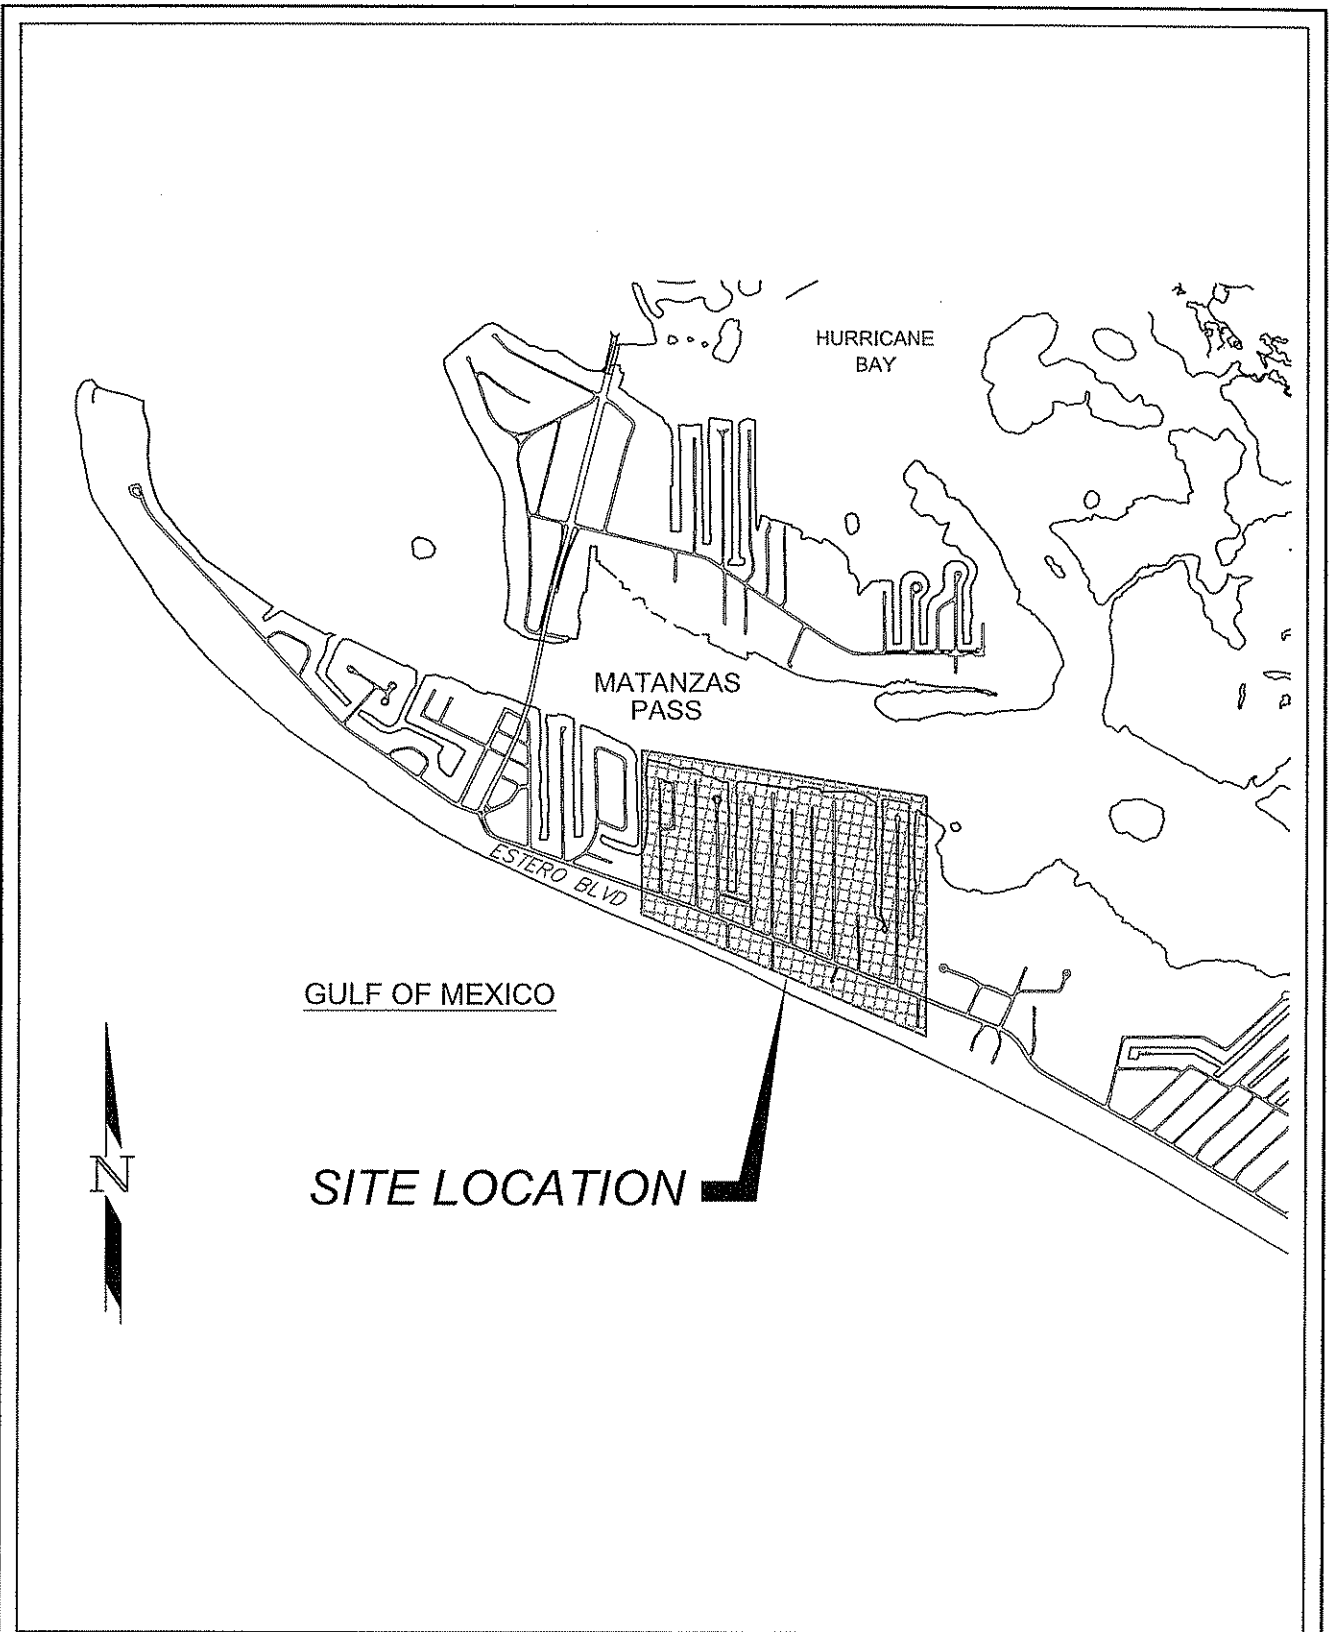 HURRICANE
BAY
MATANZAS
PASS
ESTERO BLVD
GULF OF MEXICO
N
SITE LOCATION